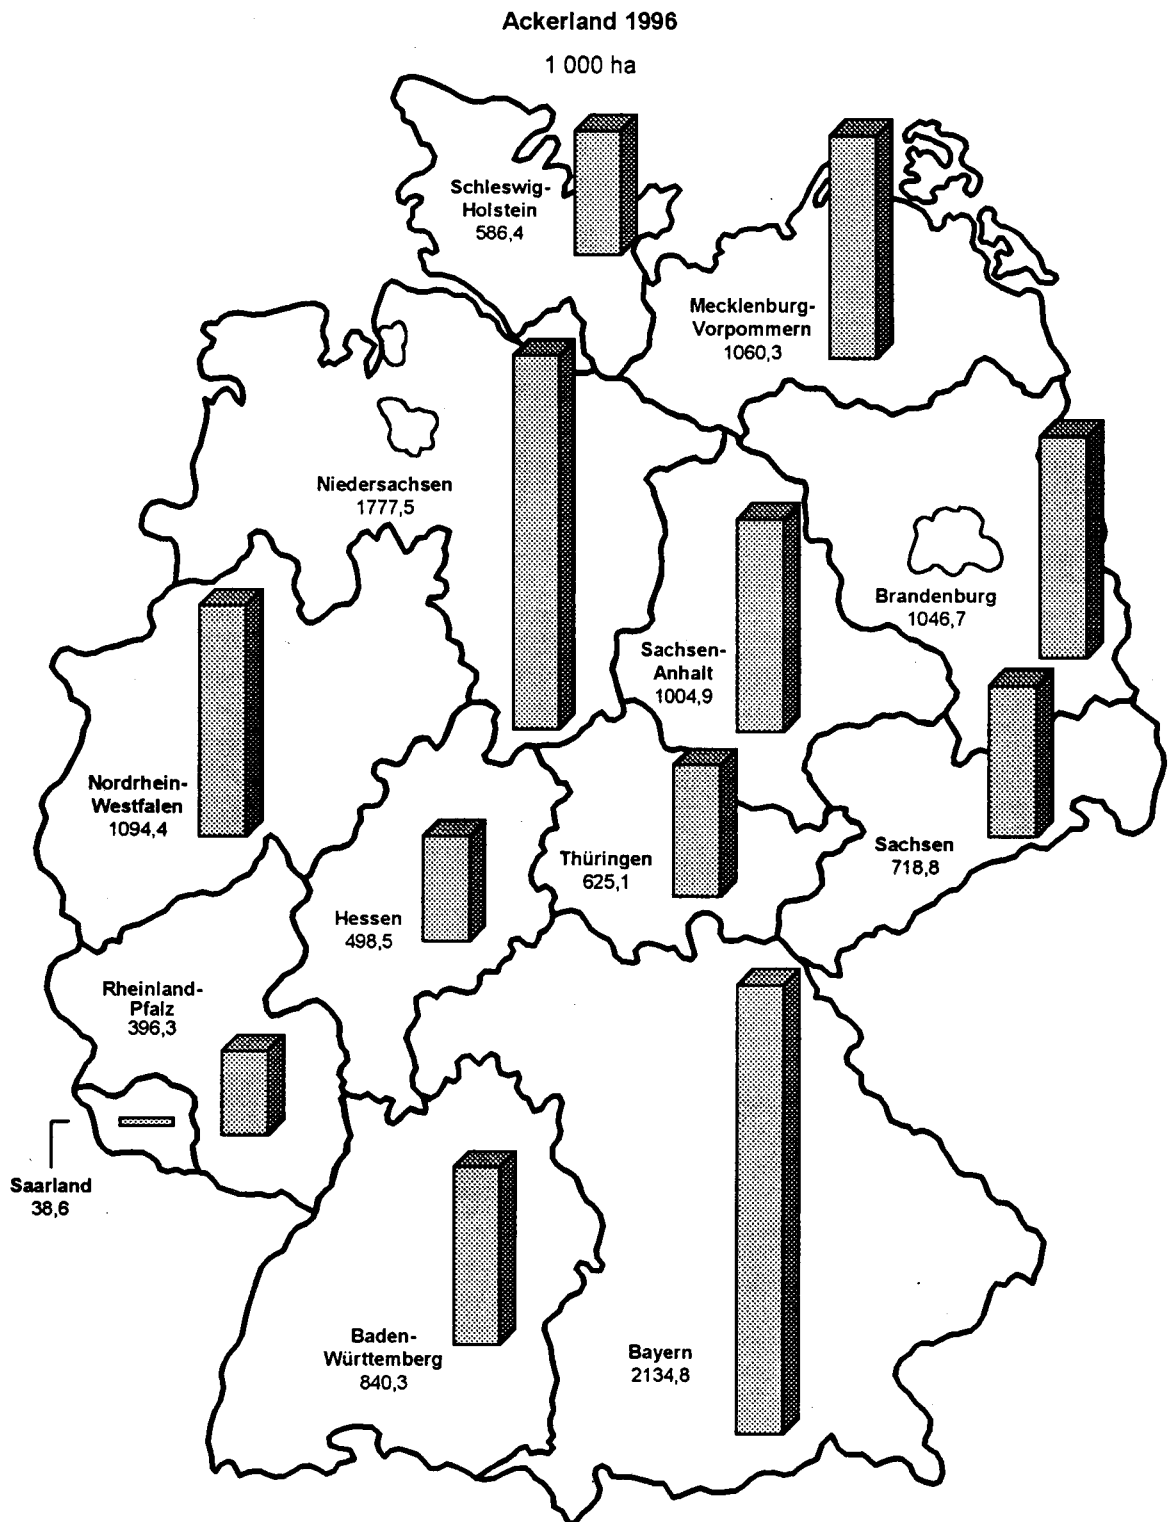 Ackerland 1996
1 000 ha
Schleswig-
Holstein
586,4
Mecklenburg-
Vorpommern
1060,3
Niedersachsen
1777,5
Brandenburg
1046,7
Sachsen-
Anhalt
1004,9
Nordrhein-
Westfalen
1094,4
Thüringen
625,1
Sachsen
718,8
Hessen
498,5
Rheinland-
Pfalz
396,3
Saarland
38,6
Baden-
Württemberg
840,3
Bayern
2134,8